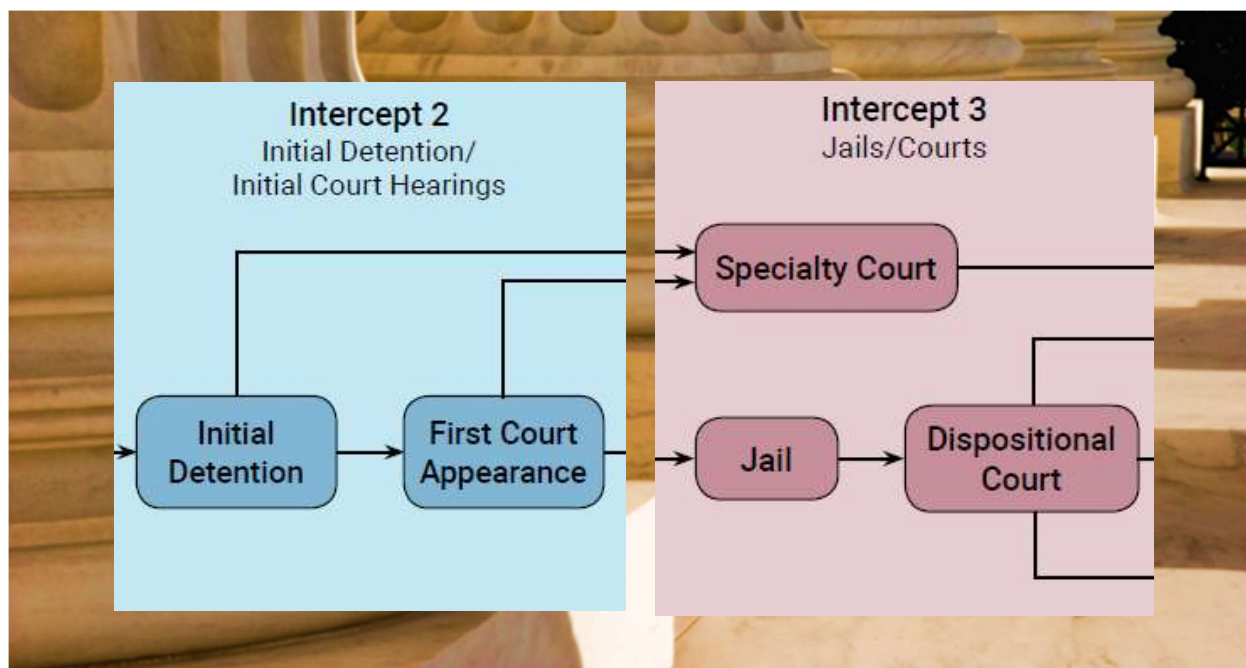 Intercept 2
Initial Detention/
Initial Court Hearings
Initial
Detention
First Court
Appearance
Intercept 3
Jails/Courts
Specialty Court
Jail
Dispositional
Court